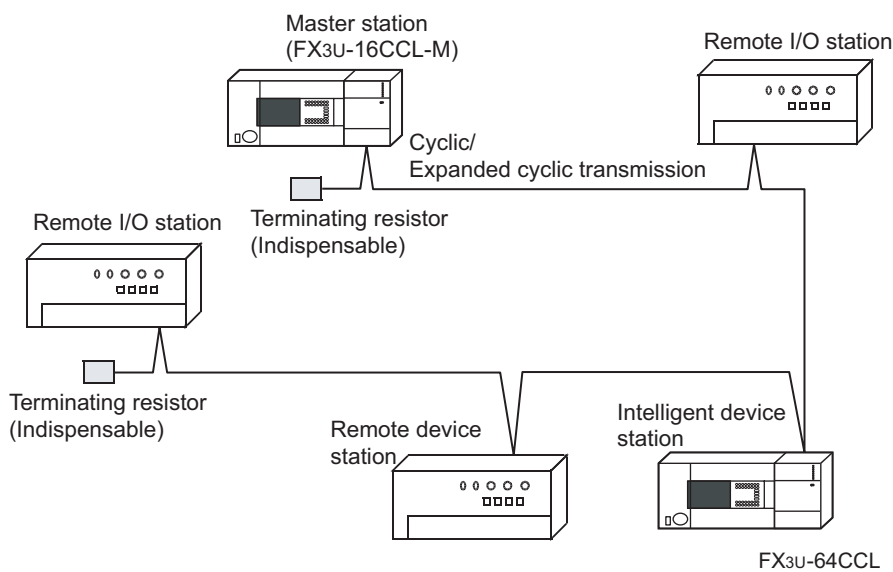 Master station
(FX3U-16CCL-M)
Remote I/O station
Cyclic/
Expanded cyclic transmission
Terminating resistor
(Indispensable)
Remote I/O station
Terminating resistor
(Indispensable)
Remote device
station
Intelligent device
station
FX3U-64CCL